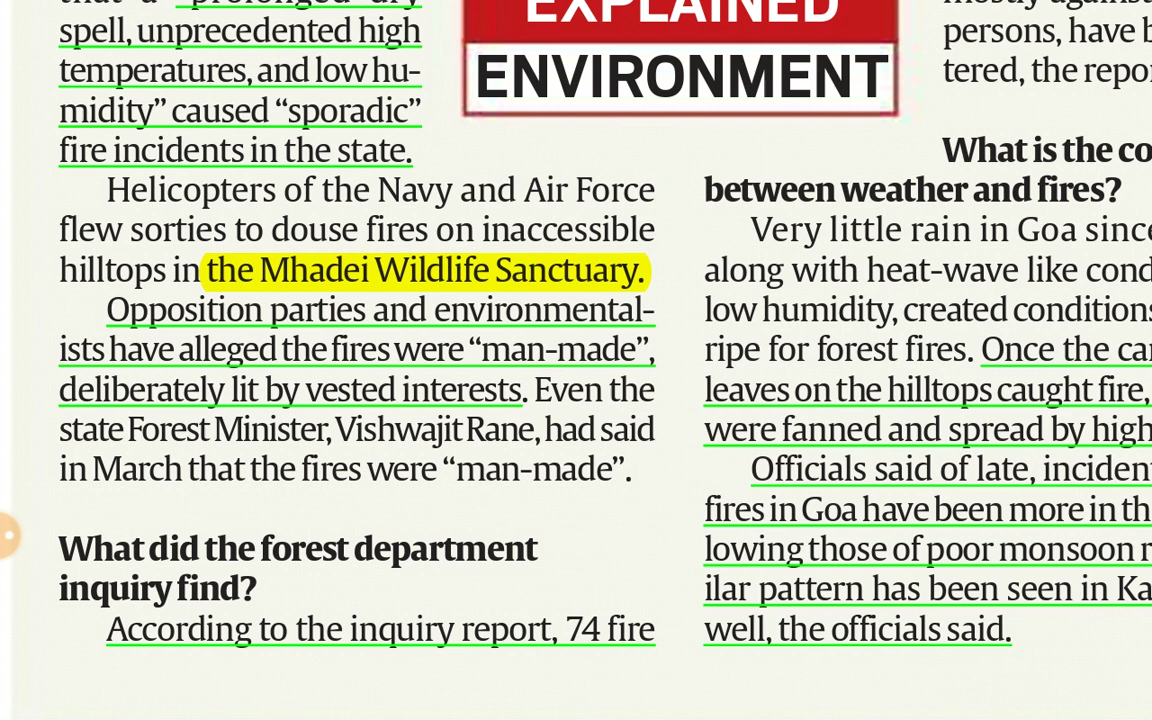 spell, unprecedented high
temperatures, and low hu-
midity” caused “sporadic”
fire incidents in the state.
Helicopters of the Navy and Air Force
flew sorties to douse fires on inaccessible
hilltops in the Mhadei Wildlife Sanctuary.
Opposition parties and environmental-
ists have alleged the fires were “man-made”,
deliberately lit by vested interests. Even the
state Forest Minister, Vishwajit Rane, had said
in March that the fires were “man-made”.
What did the forest department
inquiry find?
According to the inquiry report, 74 fire
EXPLAINED
ENVIRONMENT
persons, have
tered, the
What is the
between weather and fires?
Very little rain in Goa since
along with heat-wave like
low humidity, created conditions
ripe for forest fires. Once the
leaves on the hilltops caught fire,
were fanned and spread by high
Officials said of late,
fires in Goa have been more in
lowing those of poor monsoon
ilar pattern has been seen in
well, the officials said.